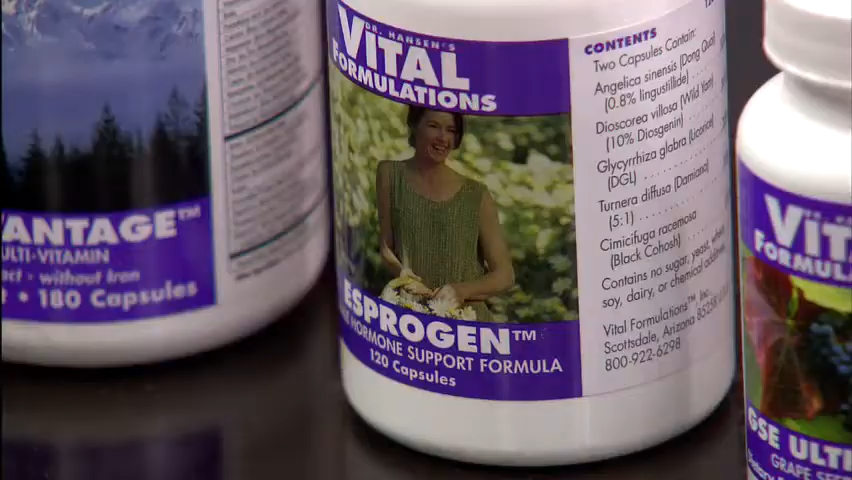 ANTAGE™
ULTI-VITAMIN
act - without Iron
• 180 Capsules
DR. HANSEN'S
VITAL
FORMULATIONS
ESPROGEN™
HORMONE SUPPORT FORMULA
120 Capsules
CONTENTS
Two Capsules Contain:
Angelica sinensis (Dong Quai)
(0.8% lingustillide)
Dioscorea villosa (Wild Yam)
(10% Diosgenin)
Glycyrrhiza glabra (Licorice)
(DGL)
Turnera diffusa (Damiana)
(5:1)
Cimicifuga racemosa
(Black Cohosh)
Contains no sugar, yeast, wheat,
soy, dairy, or chemical additives
Vital Formulations™, Inc.
Scottsdale, Arizona 85258
800-922-6298
VITA
FORMULA
GSE ULTI
GRAPE SEE